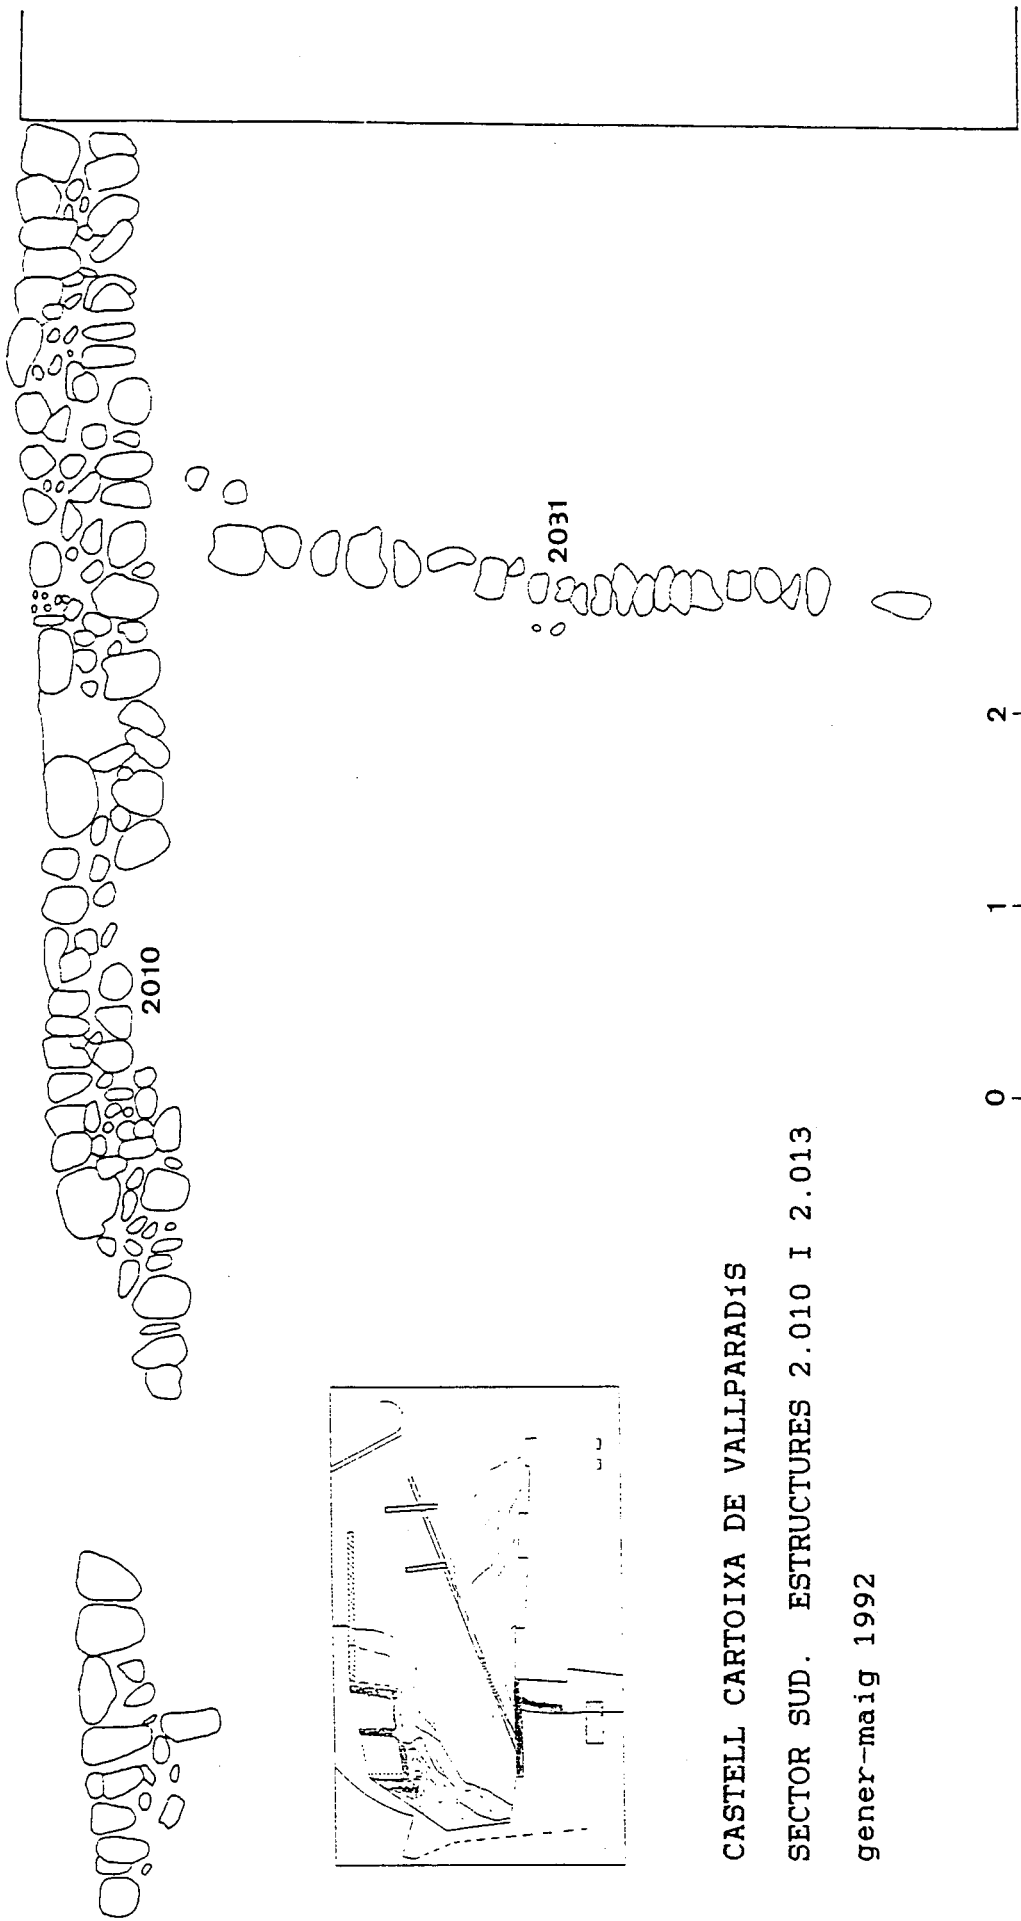 2010
2031
0 1 2
CASTELL CARTOIXA DE VALLPARADíS
SECTOR SUD. ESTRUCTURES 2.010 I 2.013
gener-maig 1992